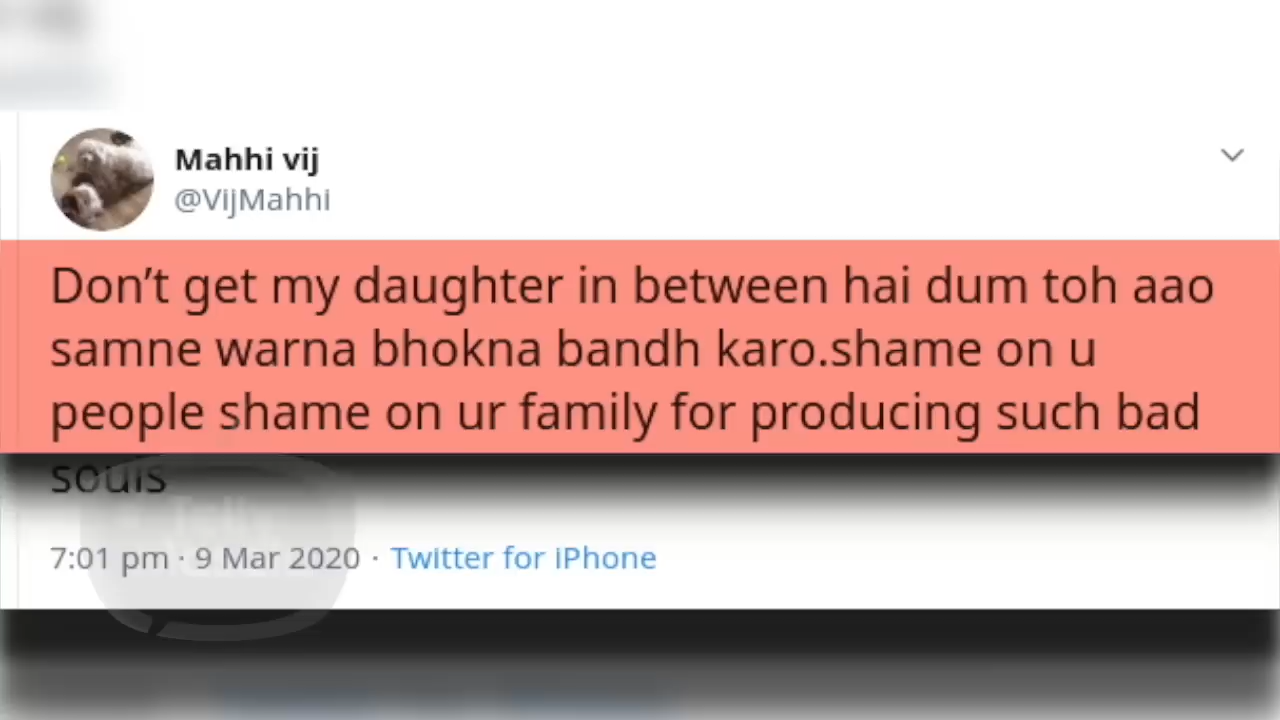 Mahhi vij
@VijMahhi
Don’t get my daughter in between hai dum toh aao
samne warna bhokna bandh karo.shame on u
people shame on ur family for producing such bad
souls
7:01 pm · 9 Mar 2020 · Twitter for iPhone